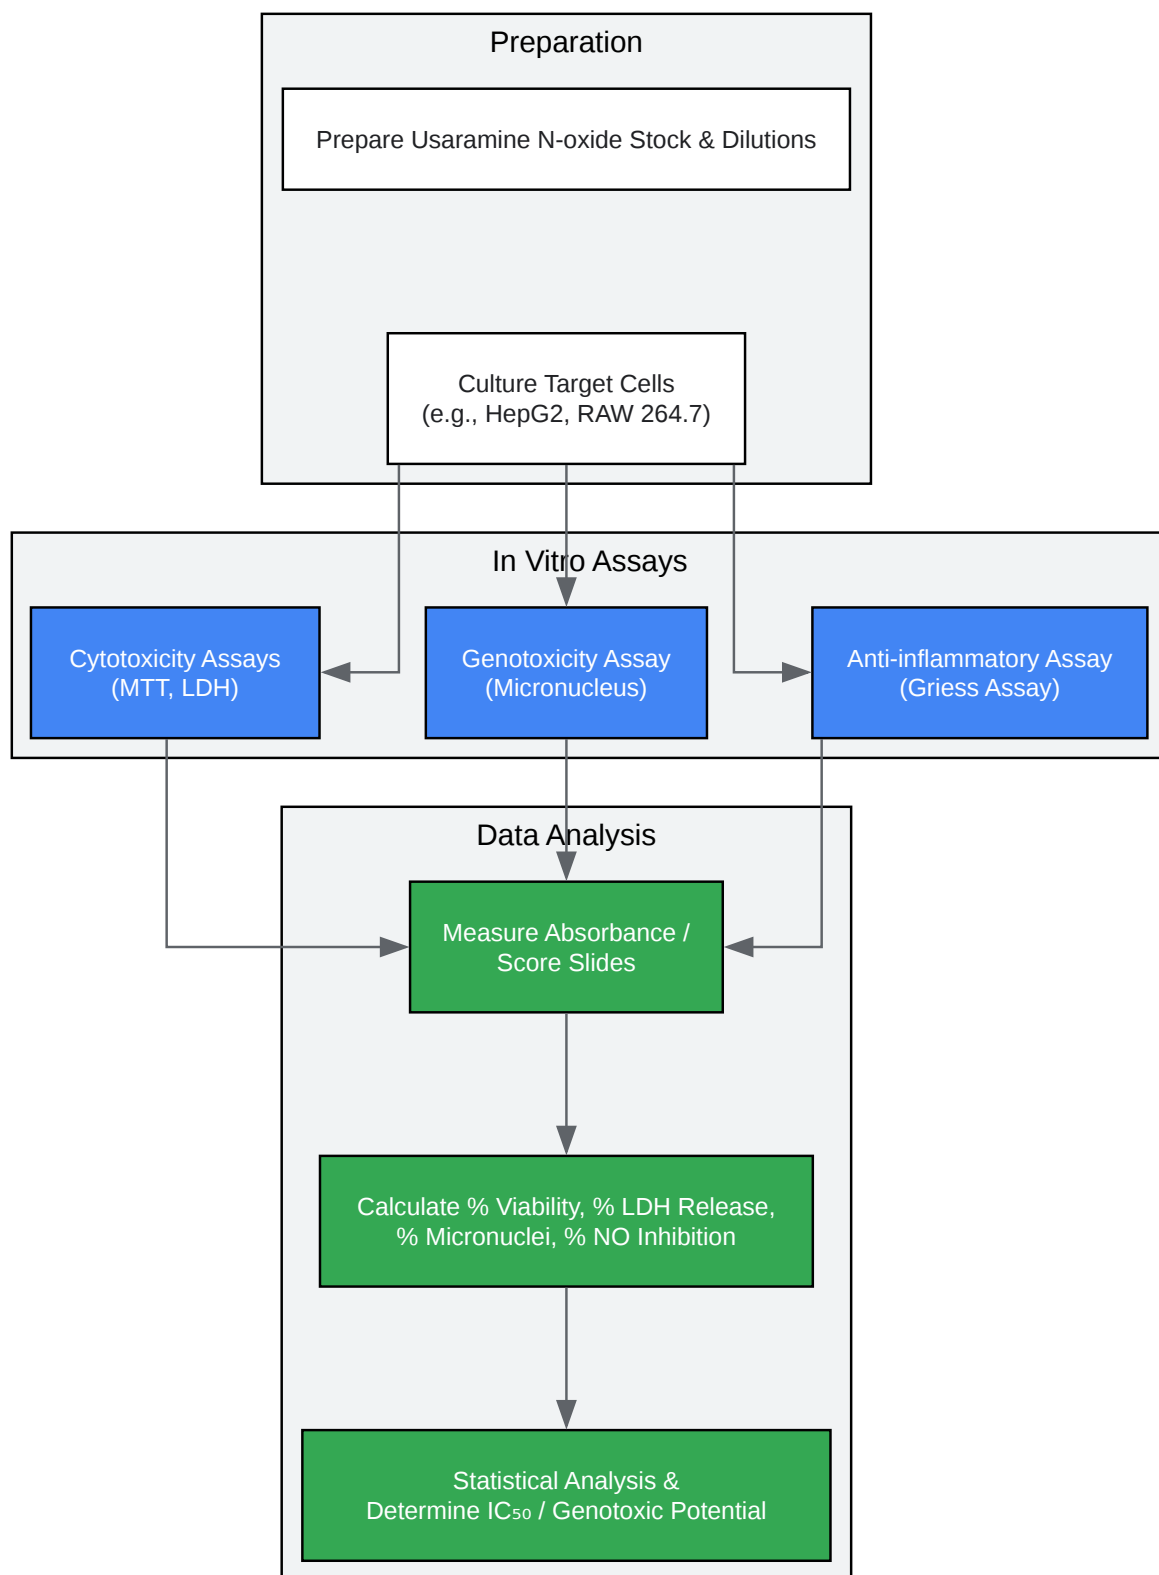 Preparation
Prepare Usaramine N-oxide Stock & Dilutions
Culture Target Cells
(e.g., HepG2, RAW 264.7)
In Vitro Assays
Cytotoxicity Assays
(MTT, LDH)
Genotoxicity Assay
(Micronucleus)
Anti-inflammatory Assay
(Griess Assay)
Data Analysis
Measure Absorbance /
Score Slides
Calculate % Viability, % LDH Release,
% Micronuclei, % NO Inhibition
Statistical Analysis &
Determine IC₅₀ / Genotoxic Potential